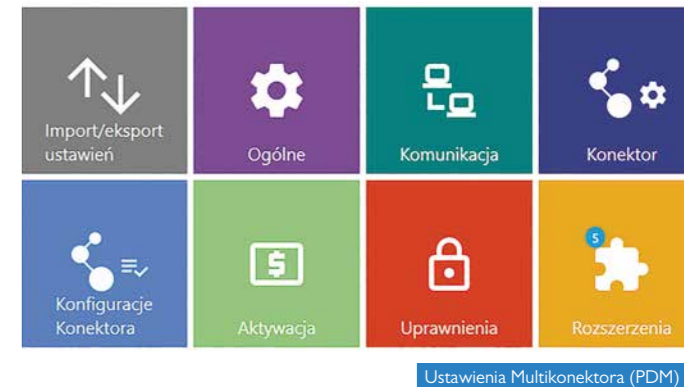 Import/eksport
ustawień
Ogólne
Komunikacja
Konektor
Konfiguracje
Konektora
$
Aktywacja
Uprawnienia
5
Rozszerzenia
Ustawienia Multikonektora (PDM)